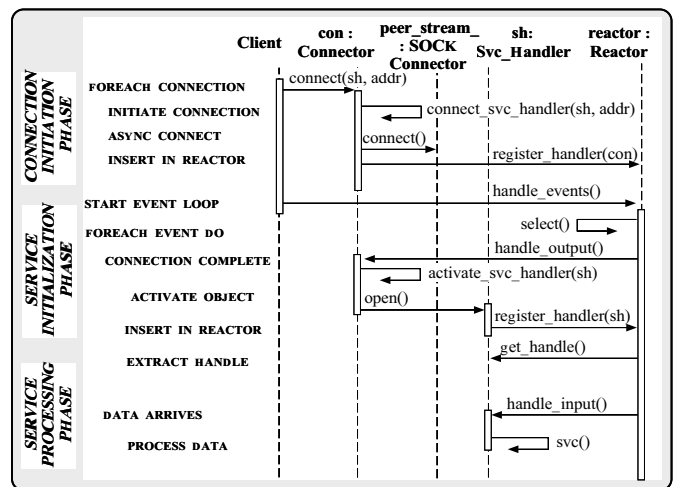 Client
con :
Connector
peer_stream_
: SOCK
Connector
sh:
Svc_Handler
reactor :
Reactor
CONNECTION
INITIATION
PHASE
FOREACH CONNECTION
connect(sh, addr)
INITIATE CONNECTION
connect_svc_handler(sh, addr)
ASYNC CONNECT
connect()
INSERT IN REACTOR
register_handler(con)
START EVENT LOOP
handle_events()
SERVICE
INITIALIZATION
PHASE
FOREACH EVENT DO
select()
CONNECTION COMPLETE
handle_output()
activate_svc_handler(sh)
ACTIVATE OBJECT
open()
INSERT IN REACTOR
register_handler(sh)
EXTRACT HANDLE
get_handle()
SERVICE
PROCESSING
PHASE
DATA ARRIVES
handle_input()
PROCESS DATA
svc()